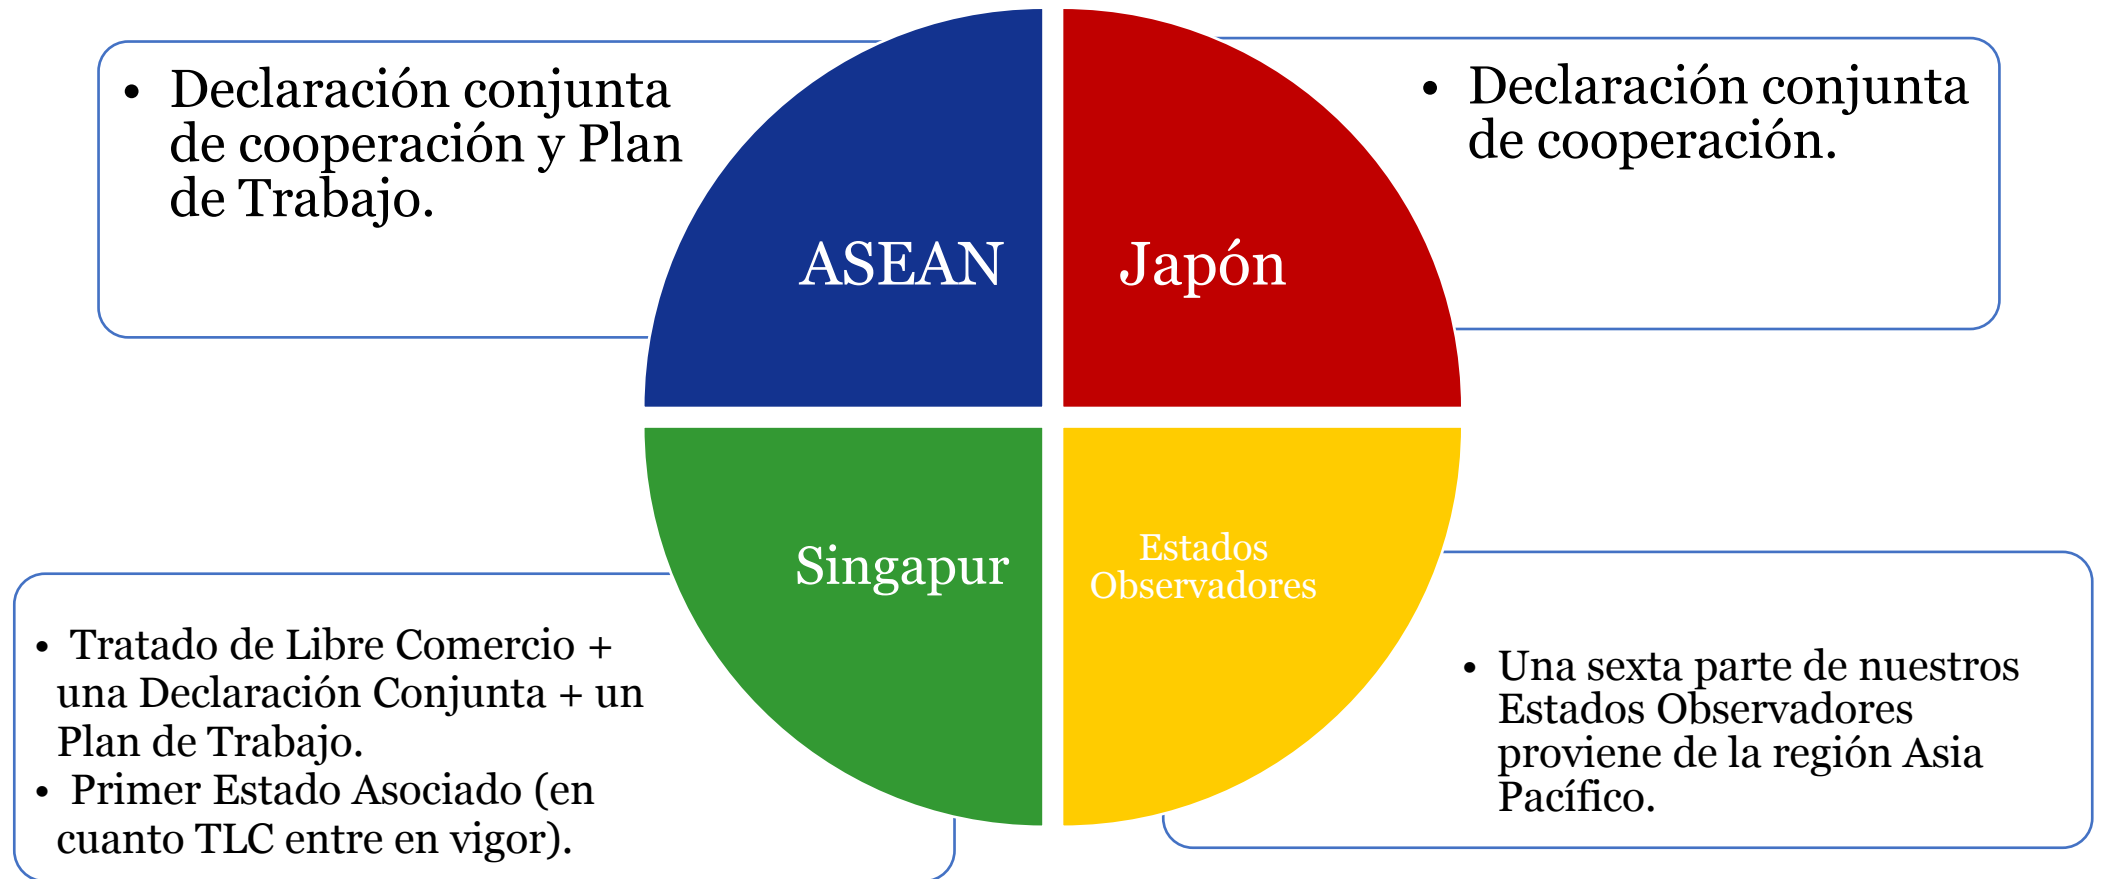 • Declaración conjunta
de cooperación y Plan
de Trabajo.
ASEAN
Japón
• Declaración conjunta
de cooperación.
Singapur
• Tratado de Libre Comercio +
una Declaración Conjunta + un
Plan de Trabajo.
• Primer Estado Asociado (en
cuanto TLC entre en vigor).
Estados
Observadores
• Una sexta parte de nuestros
Estados Observadores
proviene de la región Asia
Pacífico.